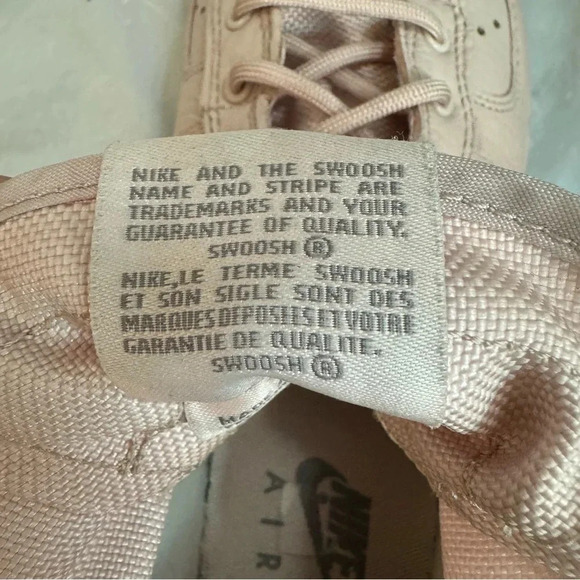 NIKE AND THE SWOOSH
NAME AND STRIPE ARE
TRADEMARKS AND YOUR
GUARANTEE OF QUALITY.
SWOOSH ®
NIKE,LE TERME SWOOSH
ET SON SIGLE SONT DES
MARQUES DEPOSEES ET VOTRE
GARANTIE DE QUALITE.
SWOOSH ®
NIKE
AIR